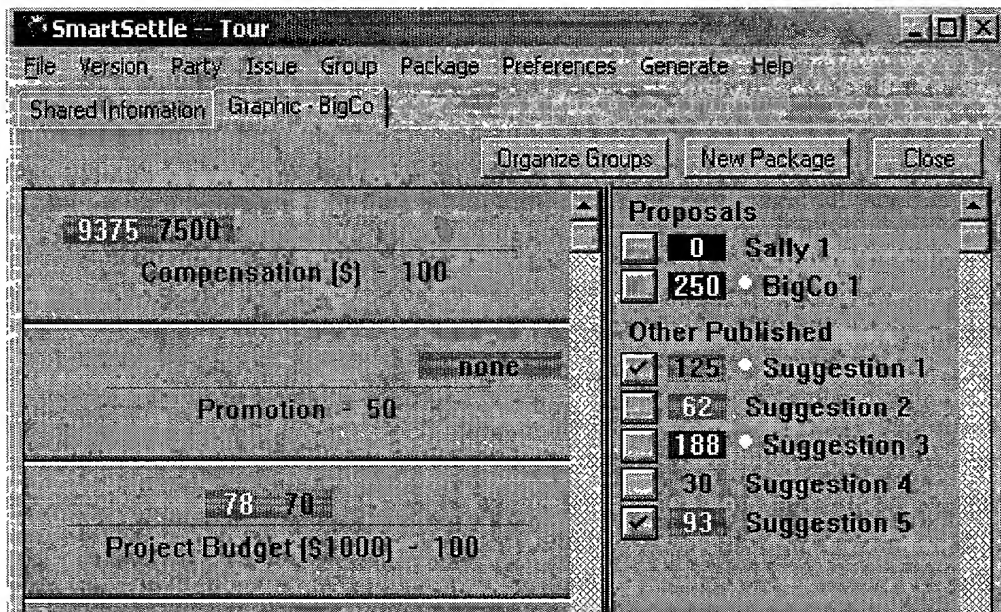 SmartSettle -- Tour
File Version Party Issue Group Package Preferences Generate Help
Shared Information Graphic - BigCo
Organize Groups New Package Close
9375 7500
Compensation ($) - 100
none
Promotion - 50
78 70
Project Budget ($1000) - 100
Proposals
0 Sally 1
250 BigCo 1
Other Published
125 Suggestion 1
62 Suggestion 2
188 Suggestion 3
30 Suggestion 4
93 Suggestion 5